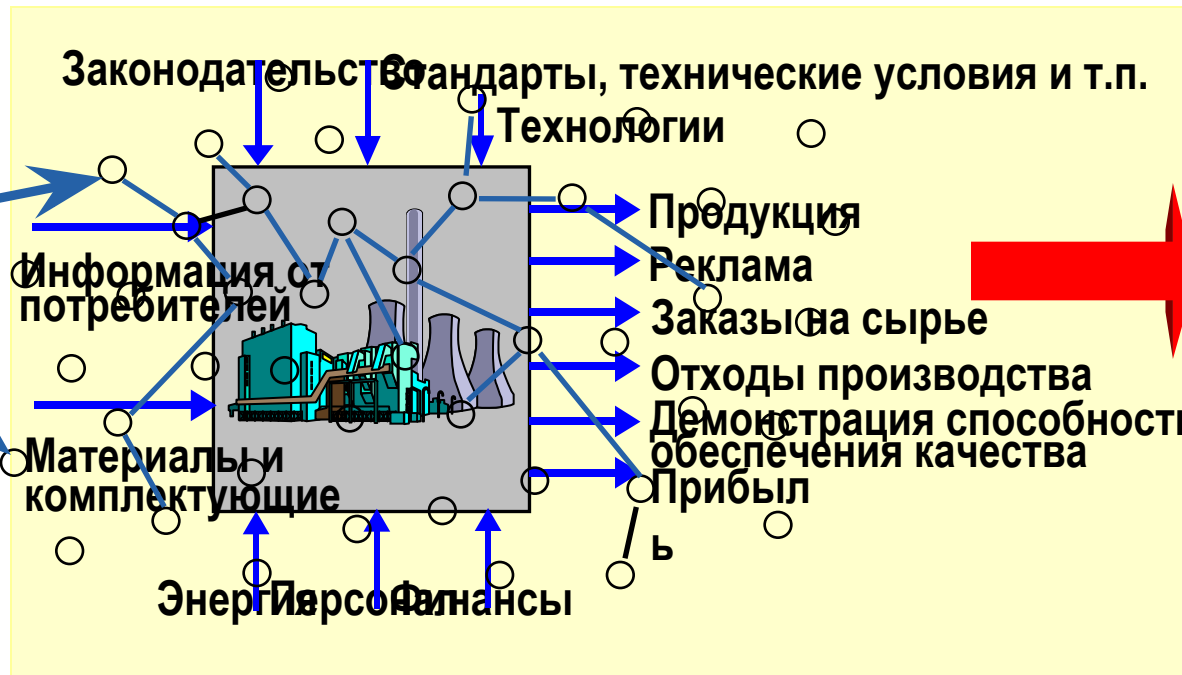 Законодательство
Стандарты, технические условия и т.п.
Технологии
Продукция
Информация от
потребителей
Реклама
Заказы на сырье
Отходы производства
Демонстрация способность
обеспечения качества
Материалы и
комплектующие
Прибыл
ь
Энергия
Персонал
Финансы